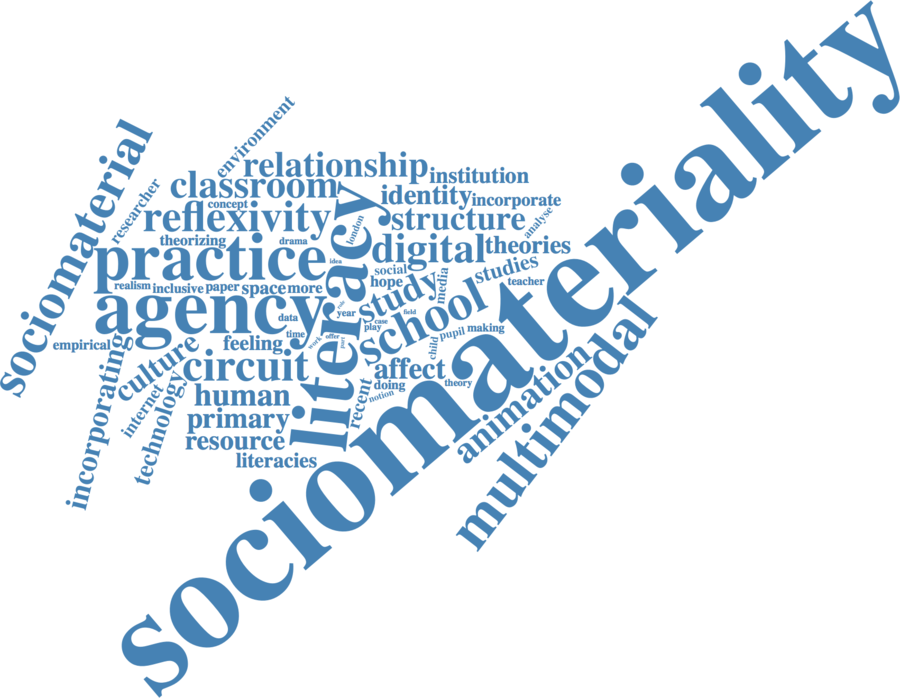 sociomateriality
sociomaterial
researcher
environment
relationship
institution
classroom
identity
incorporate
concept
reflexivity
structure
analyse
london
theorizing
drama
literacy
digital
theories
practice
idea
social
studies
realism
inclusive
paper
space
more
hope
media
teacher
study
school
agency
data
role
year
case
field
play
pupil
making
time
work
offer
part
child
empirical
feeling
culture
circuit
affect
theory
doing
recent
notion
incorporating
internet
technology
human
primary
resource
literacies
animation
multimodal